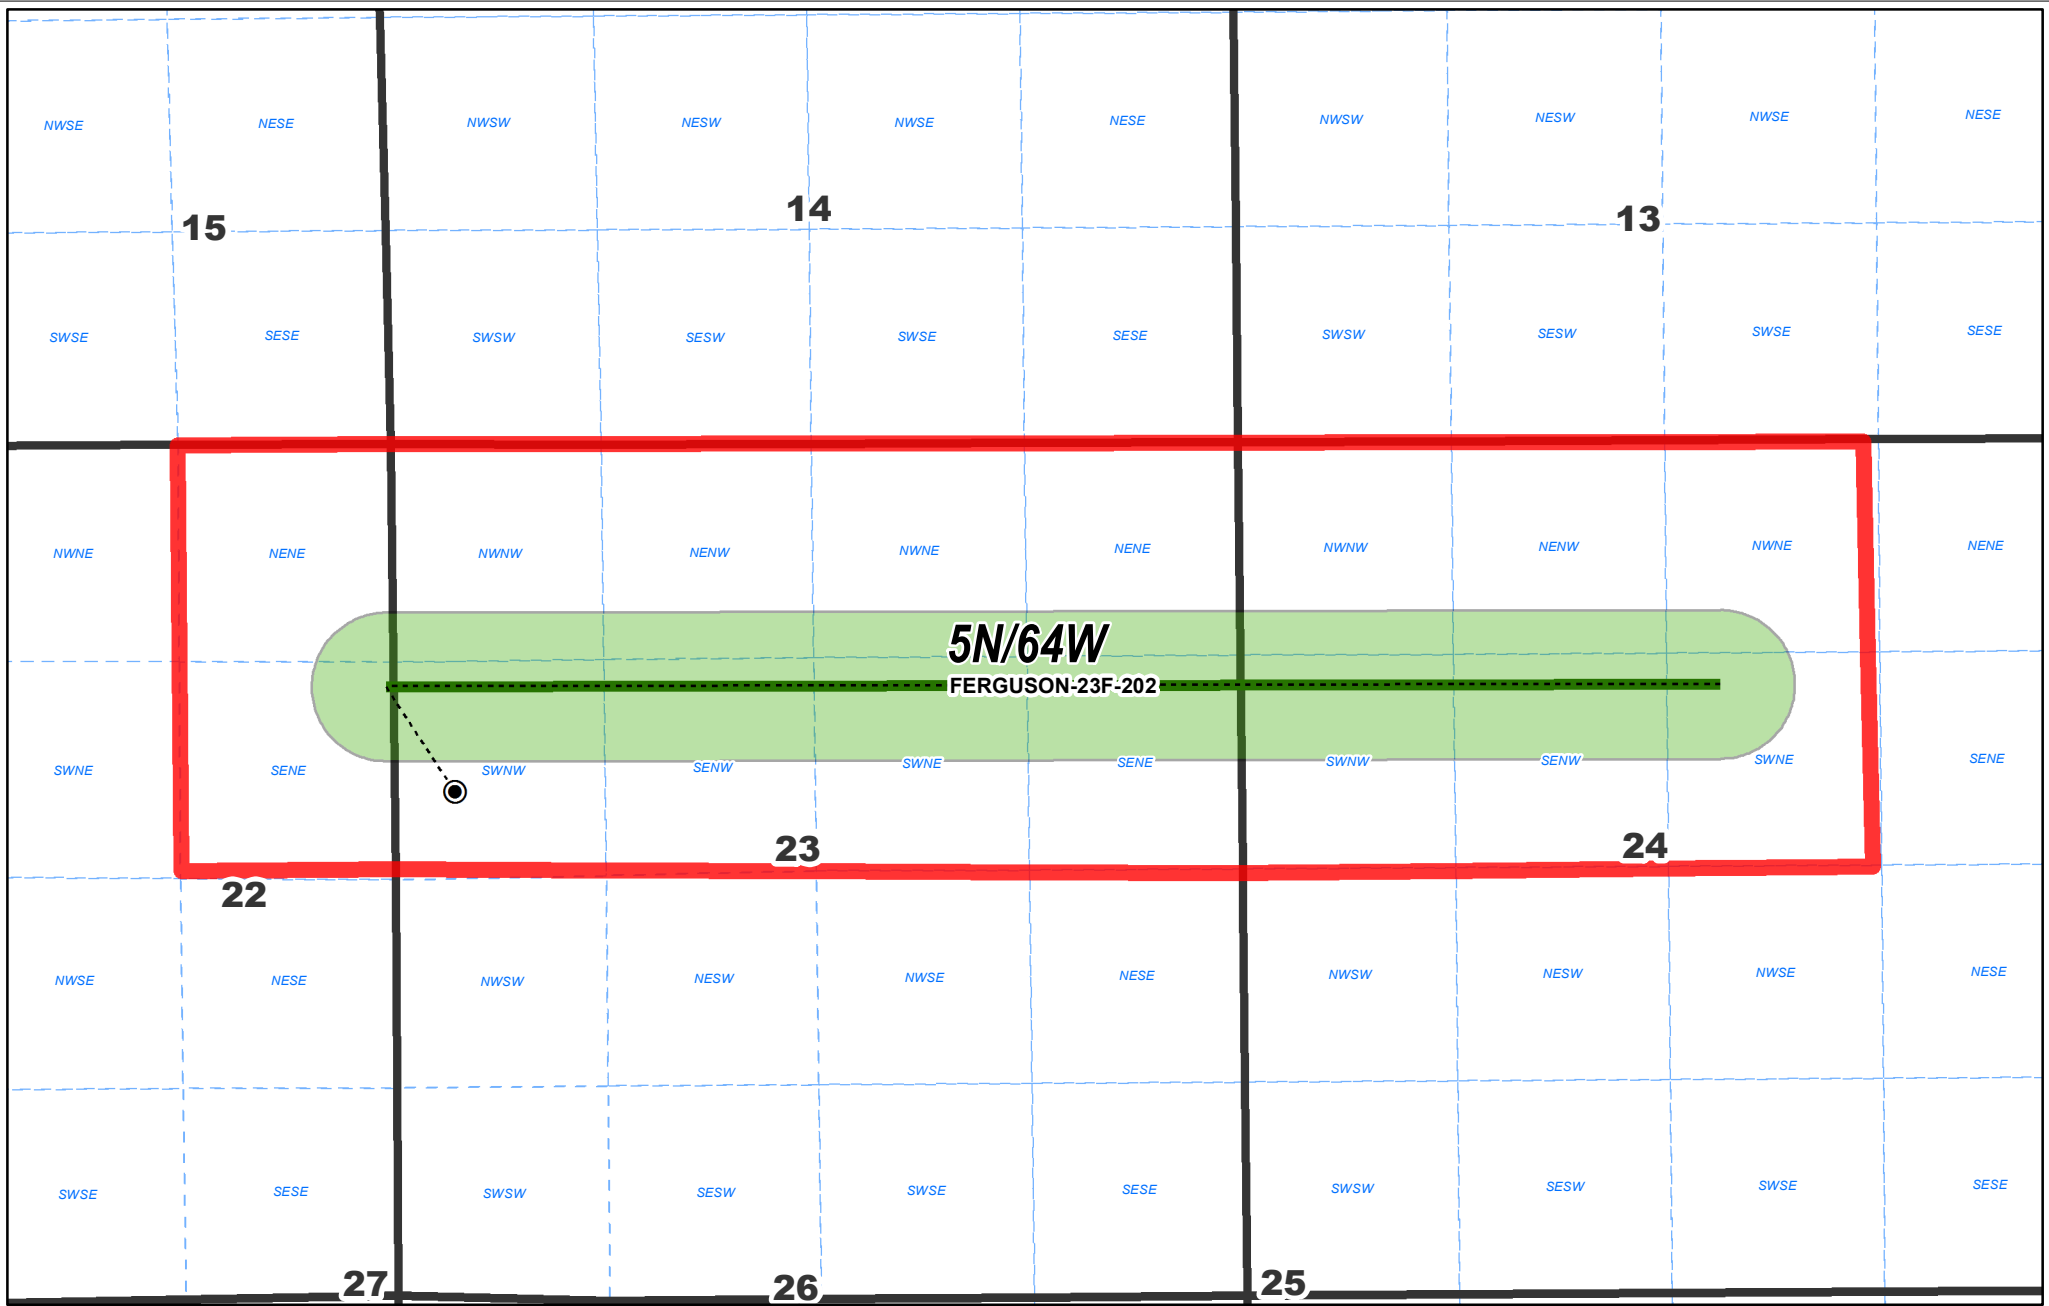 NWSE NESE NWSW NESW NWSE NESE NWSW NESW NWSE NESE
15 14 13
SWSE SESE SWSW SESW SWSE SESE SWSW SESW SWSE SESE
NWNE NENE NWNW NENW NWNE NENE NWNW NENW NWNE NENE
5N/64W
FERGUSON-23F-202
SWNE SENE SWNW SENW SWNE SENE SWNW SENW SWNE SENE
23 24
22
NWSE NESE NWSW NESW NWSE NESE NWSW NESW NWSE NESE
SWSE SESE SWSW SESW SWSE SESE SWSW SESW SWSE SESE
27 26 25